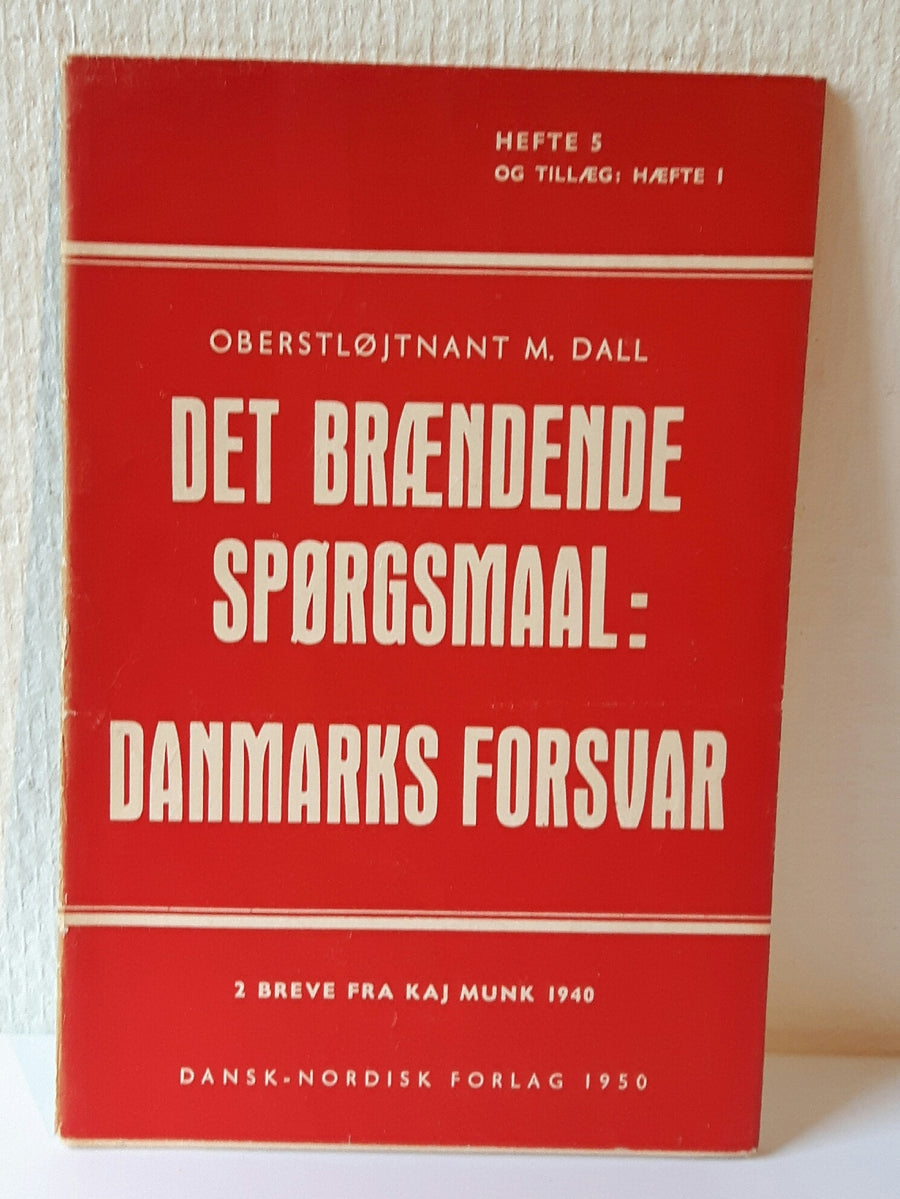 HEFTE 5
OG TILLÆG: HÆFTE 1
OBERSTLØJTNANT M. DALL
DET BRÆNDENDE
SPØRGSMAAL:
DANMARKS FORSVAR
2 BREVE FRA KAJ MUNK 1940
DANSK-NORDISK FORLAG 1950